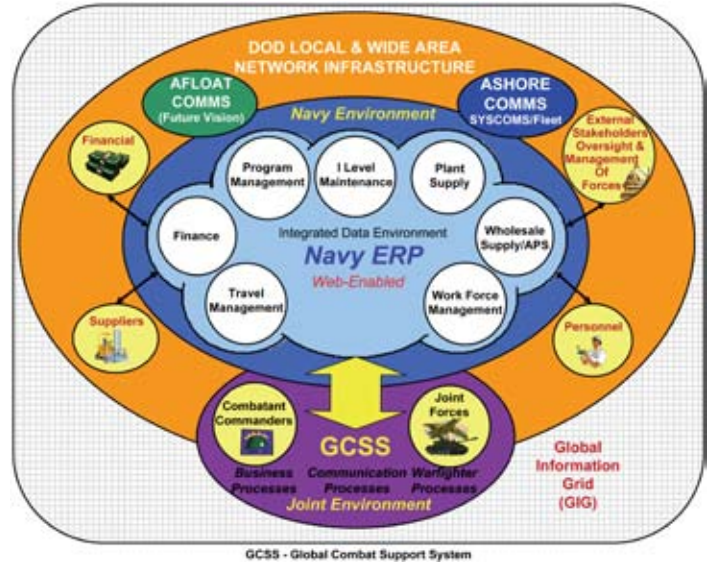 DOD LOCAL & WIDE AREA
NETWORK INFRASTRUCTURE
AFLOAT
COMMS
(Future Vision)
ASHORE
COMMS
SYSCOMS/Fleet
Navy Environment
Financial
External
Stakeholders
Oversight &
Management
Of
Forces
Program
Management
I Level
Maintenance
Plant
Supply
Finance
Integrated Data Environment
Wholesale
Supply/APS
Navy ERP
Web-Enabled
Travel
Management
Work Force
Management
Suppliers
Personnel
Combatant
Commanders
Joint
Forces
GCSS
Business
Processes
Communication
Processes
Warfighter
Processes
Joint Environment
Global
Information
Grid
(GIG)
GCSS - Global Combat Support System